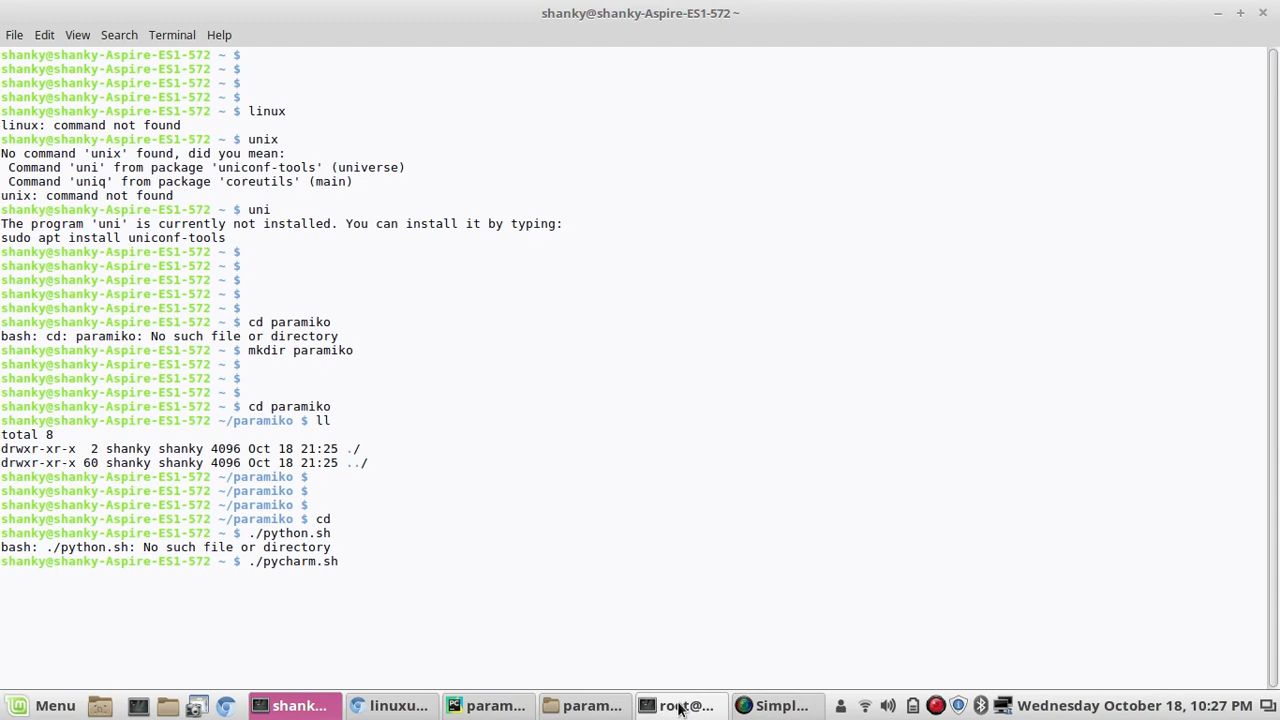 shanky@shanky-Aspire-ES1-572 ~
File Edit View Search Terminal Help
shanky@shanky-Aspire-ES1-572 ~ $
shanky@shanky-Aspire-ES1-572 ~ $
shanky@shanky-Aspire-ES1-572 ~ $
shanky@shanky-Aspire-ES1-572 ~ $
shanky@shanky-Aspire-ES1-572 ~ $ linux
linux: command not found
shanky@shanky-Aspire-ES1-572 ~ $ unix
No command 'unix' found, did you mean:
 Command 'uni' from package 'uniconf-tools' (universe)
 Command 'uniq' from package 'coreutils' (main)
unix: command not found
shanky@shanky-Aspire-ES1-572 ~ $ uni
The program 'uni' is currently not installed. You can install it by typing:
sudo apt install uniconf-tools
shanky@shanky-Aspire-ES1-572 ~ $
shanky@shanky-Aspire-ES1-572 ~ $
shanky@shanky-Aspire-ES1-572 ~ $
shanky@shanky-Aspire-ES1-572 ~ $
shanky@shanky-Aspire-ES1-572 ~ $
shanky@shanky-Aspire-ES1-572 ~ $ cd paramiko
bash: cd: paramiko: No such file or directory
shanky@shanky-Aspire-ES1-572 ~ $ mkdir paramiko
shanky@shanky-Aspire-ES1-572 ~ $
shanky@shanky-Aspire-ES1-572 ~ $
shanky@shanky-Aspire-ES1-572 ~ $
shanky@shanky-Aspire-ES1-572 ~ $ cd paramiko
shanky@shanky-Aspire-ES1-572 ~/paramiko $ ll
total 8
drwxr-xr-x  2 shanky shanky 4096 Oct 18 21:25 ./
drwxr-xr-x 60 shanky shanky 4096 Oct 18 21:25 ../
shanky@shanky-Aspire-ES1-572 ~/paramiko $
shanky@shanky-Aspire-ES1-572 ~/paramiko $
shanky@shanky-Aspire-ES1-572 ~/paramiko $
shanky@shanky-Aspire-ES1-572 ~/paramiko $ cd
shanky@shanky-Aspire-ES1-572 ~ $ ./python.sh
bash: ./python.sh: No such file or directory
shanky@shanky-Aspire-ES1-572 ~ $ ./pycharm.sh
Menu shank... linuxu... param... param... root@... Simpl... Wednesday October 18, 10:27 PM